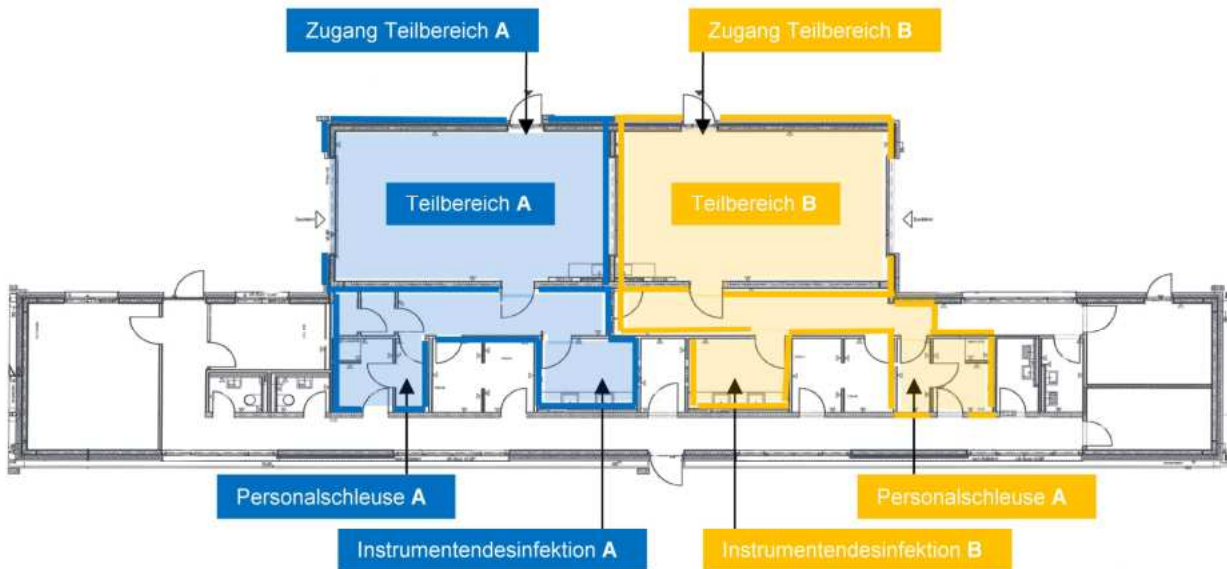 Zugang Teilbereich A
Zugang Teilbereich B
Teilbereich A
Teilbereich B
Personalschleuse A
Personalschleuse A
Instrumentendesinfektion A
Instrumentendesinfektion B